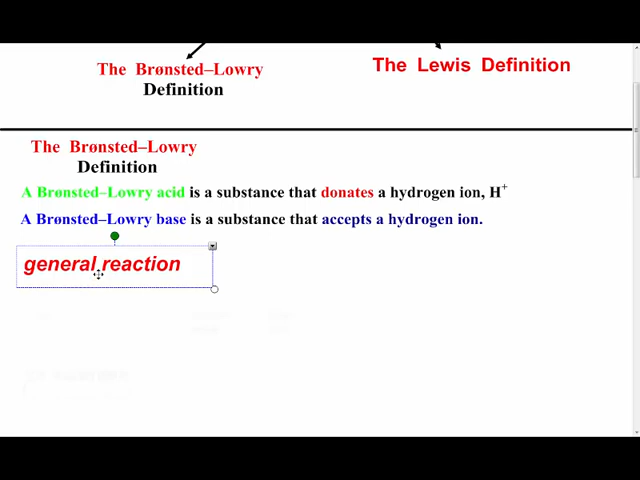 The Brønsted–Lowry
Definition
The Lewis Definition
The Brønsted–Lowry
Definition
A Brønsted–Lowry acid is a substance that donates a hydrogen ion, H⁺
A Brønsted–Lowry base is a substance that accepts a hydrogen ion.
general reaction